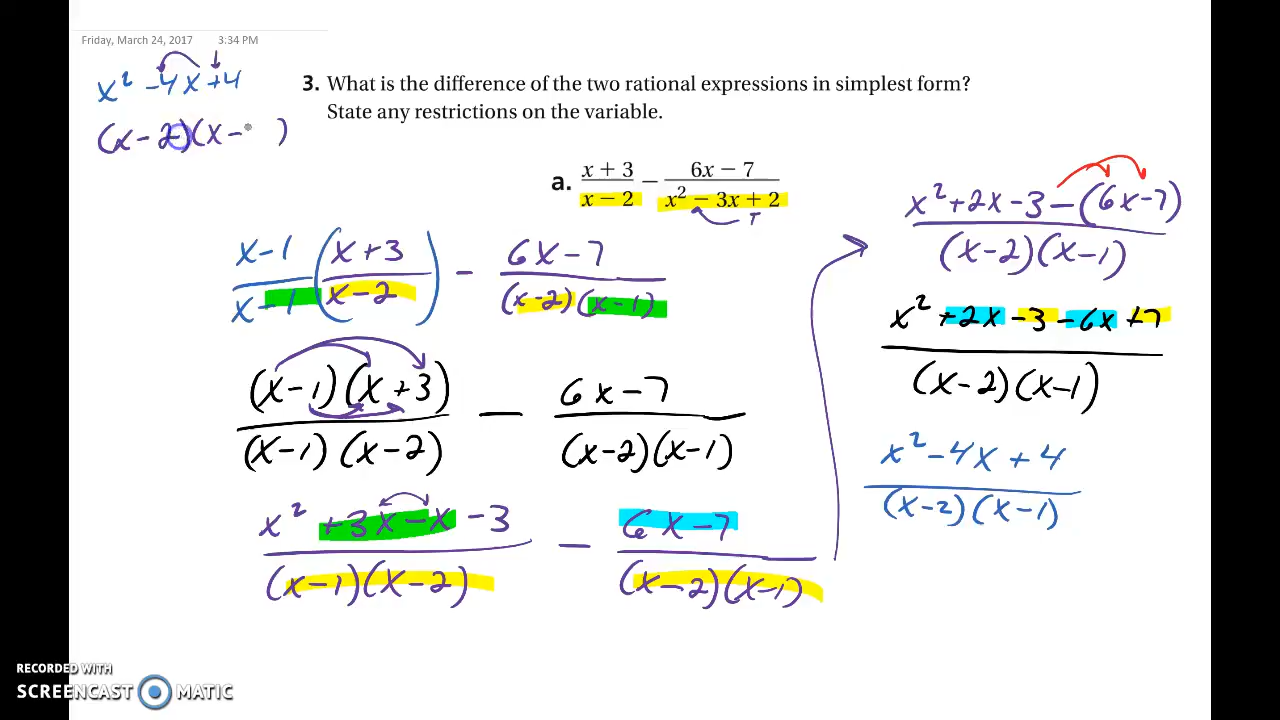 Friday, March 24, 2017 3:34 PM
x² -4x +4
(x-2)(x- )
3. What is the difference of the two rational expressions in simplest form?
State any restrictions on the variable.
a. x + 3 / x − 2 − 6x − 7 / x² − 3x + 2
x-1 / x-1 (x+3 / x-2) - 6x-7 / (x-2)(x-1)
(x-1)(x+3) / (x-1)(x-2) - 6x-7 / (x-2)(x-1)
x² +3x -x -3 / (x-1)(x-2) - 6x-7 / (x-2)(x-1)
x²+2x-3-(6x-7) / (x-2)(x-1)
x² +2x -3 -6x +7 / (x-2)(x-1)
x²-4x+4 / (x-2)(x-1)
RECORDED WITH
SCREENCAST MATIC